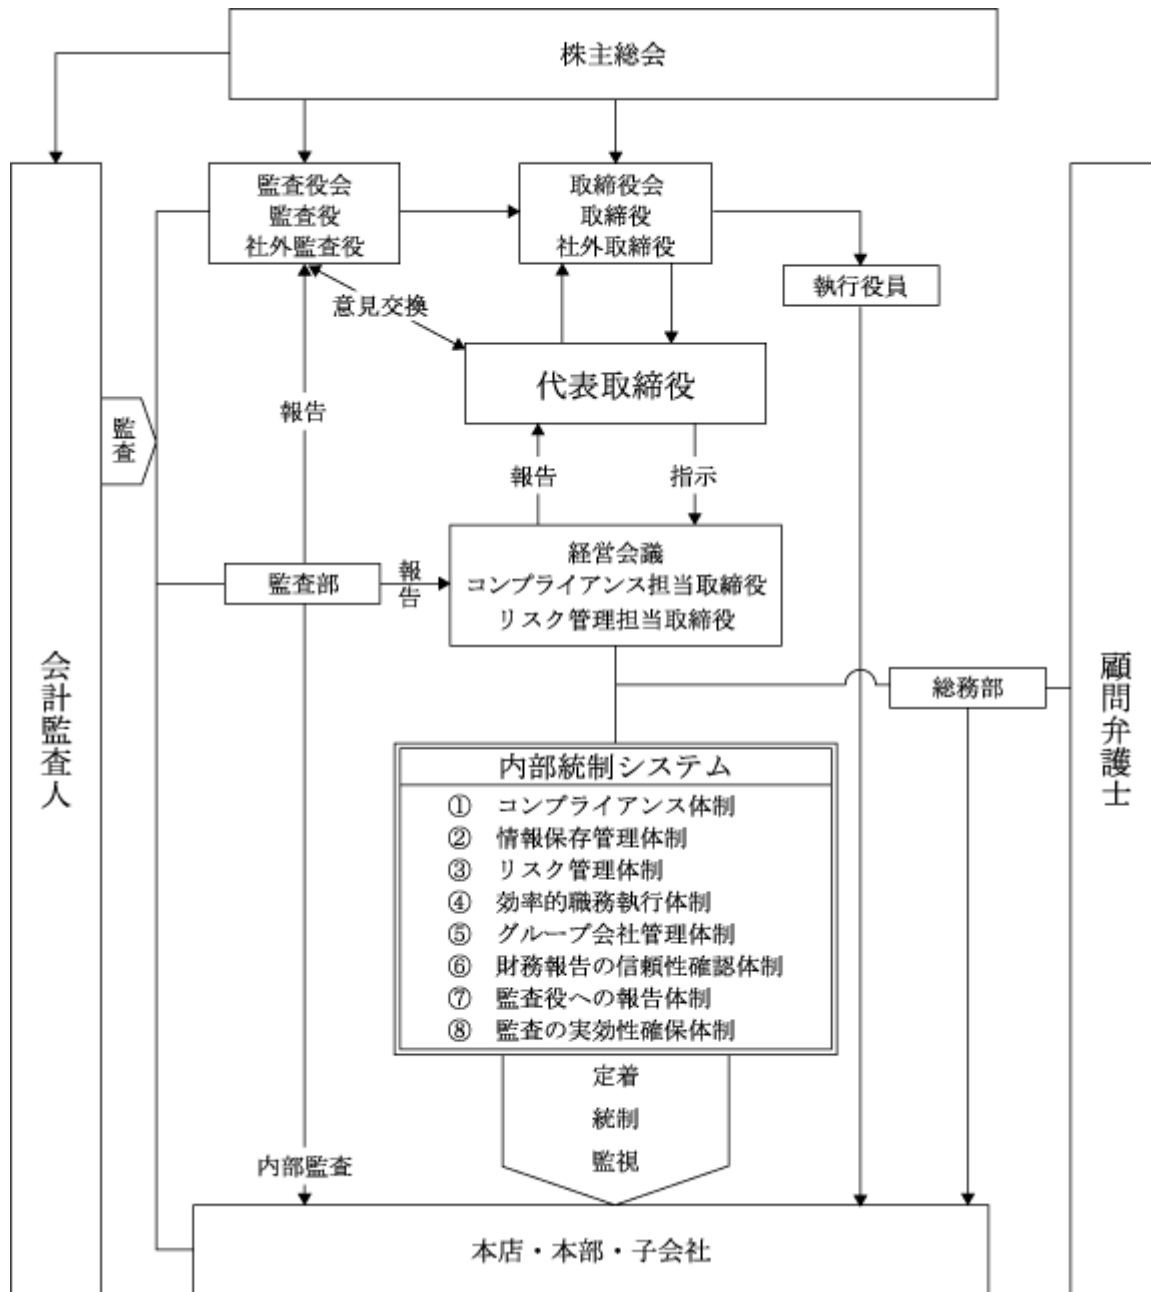 株主総会
監査役会
監査役
社外監査役
取締役会
取締役
社外取締役
執行役員
意見交換
代表取締役
監査
報告
報告
指示
監査部
報告
経営会議
コンプライアンス担当取締役
リスク管理担当取締役
総務部
会計監査人
顧問弁護士
内部統制システム
① コンプライアンス体制
② 情報保存管理体制
③ リスク管理体制
④ 効率的職務執行体制
⑤ グループ会社管理体制
⑥ 財務報告の信頼性確認体制
⑦ 監査役への報告体制
⑧ 監査の実効性確保体制
定着
統制
監視
内部監査
本店・本部・子会社